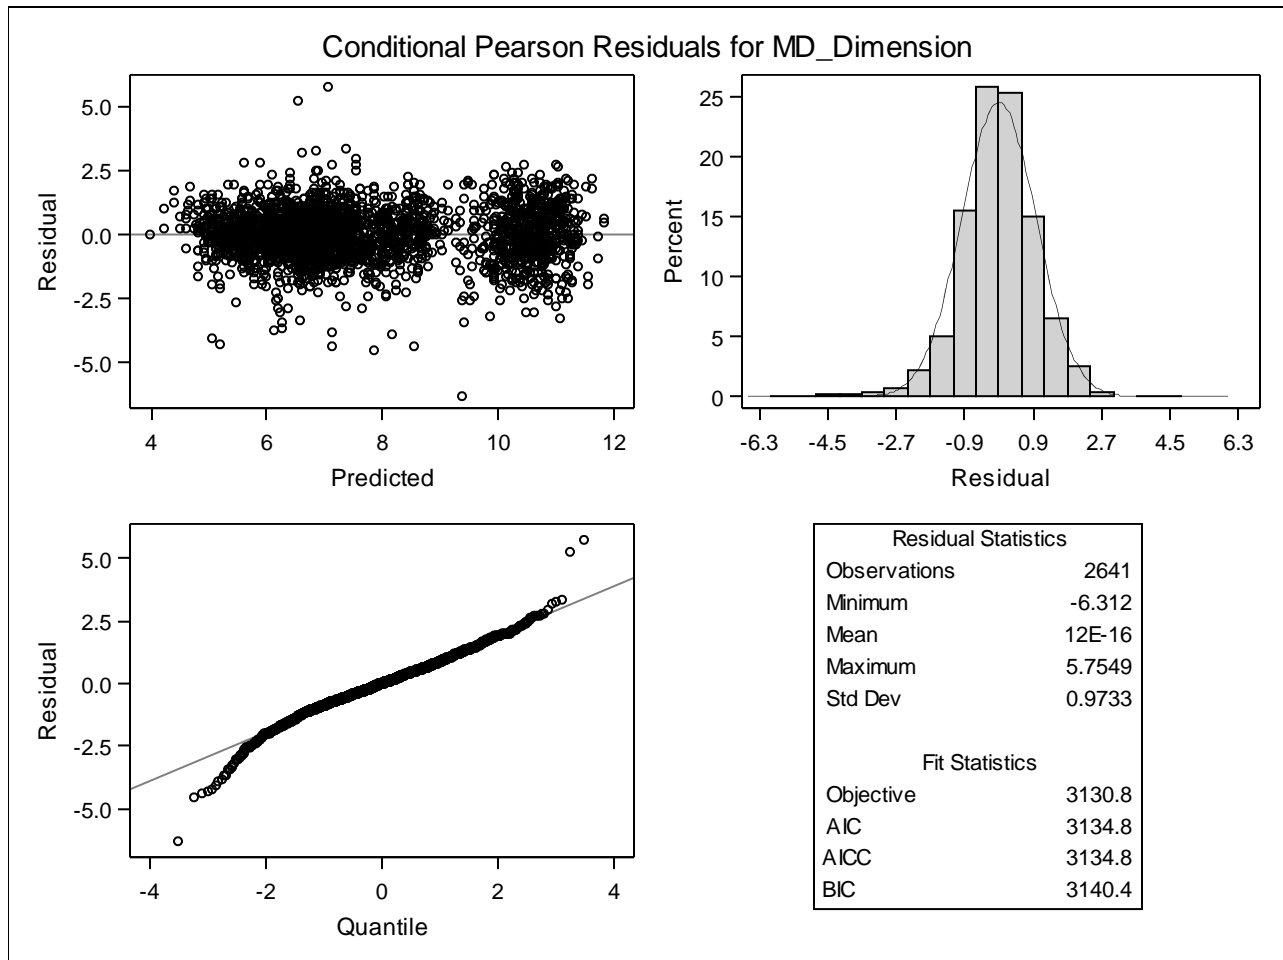 Conditional Pearson Residuals for MD_Dimension
Residual
5.0
2.5
0.0
-2.5
-5.0
4 6 8 10 12
Predicted
Percent
25
20
15
10
5
0
-6.3 -4.5 -2.7 -0.9 0.9 2.7 4.5 6.3
Residual
Residual
5.0
2.5
0.0
-2.5
-5.0
-4 -2 0 2 4
Quantile
Residual Statistics
Observations 2641
Minimum -6.312
Mean 12E-16
Maximum 5.7549
Std Dev 0.9733
Fit Statistics
Objective 3130.8
AIC 3134.8
AICC 3134.8
BIC 3140.4